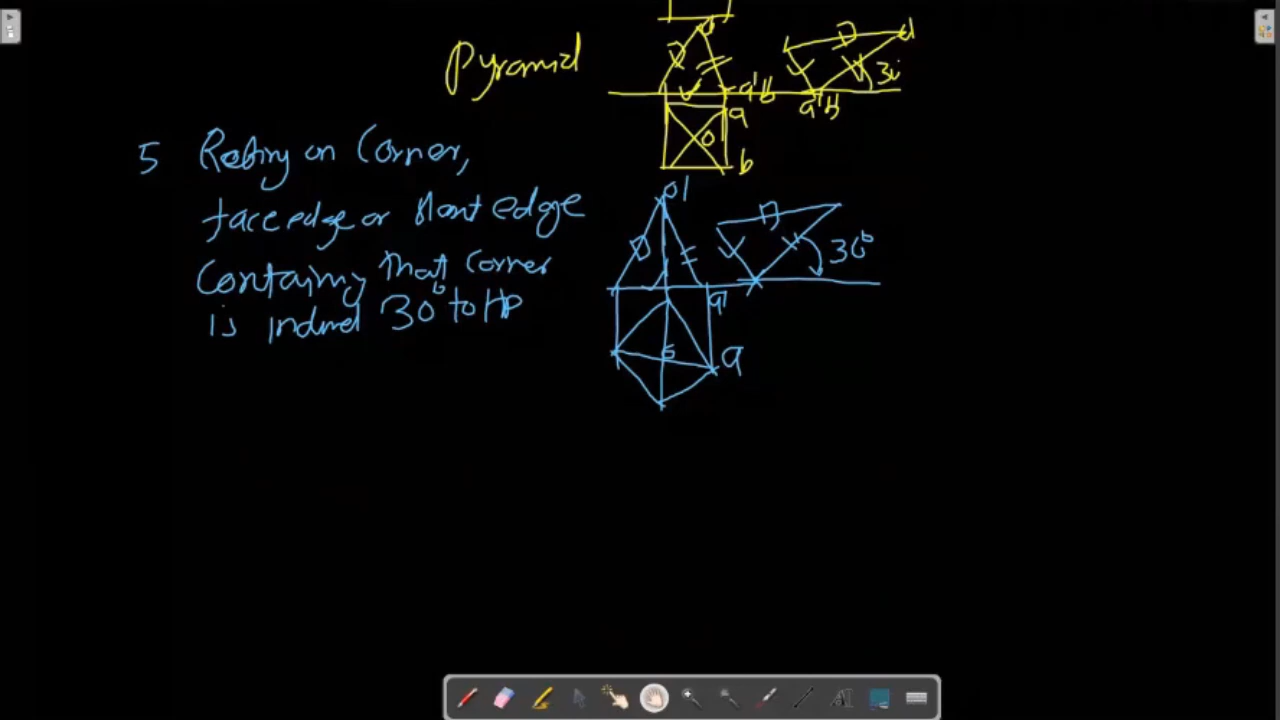 Pyramid
o'
a'b'
a
o
b
a'b'
30
5 Resting on Corner,
face edge or slant edge
Containing that corner
is inclined 30° to HP
o'
a'
o
a
30°